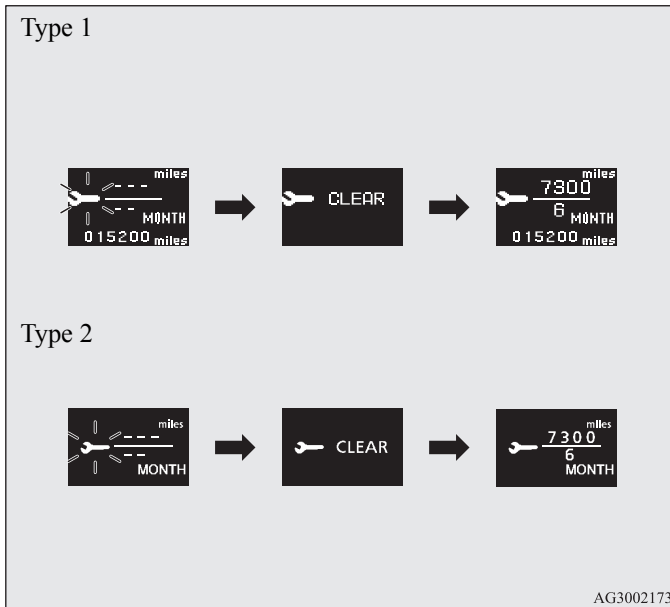 Type 1
miles
---
--
MONTH
015200 miles
CLEAR
miles
7300
6 MONTH
015200 miles
Type 2
miles
---
--
MONTH
CLEAR
miles
7300
6
MONTH
AG3002173